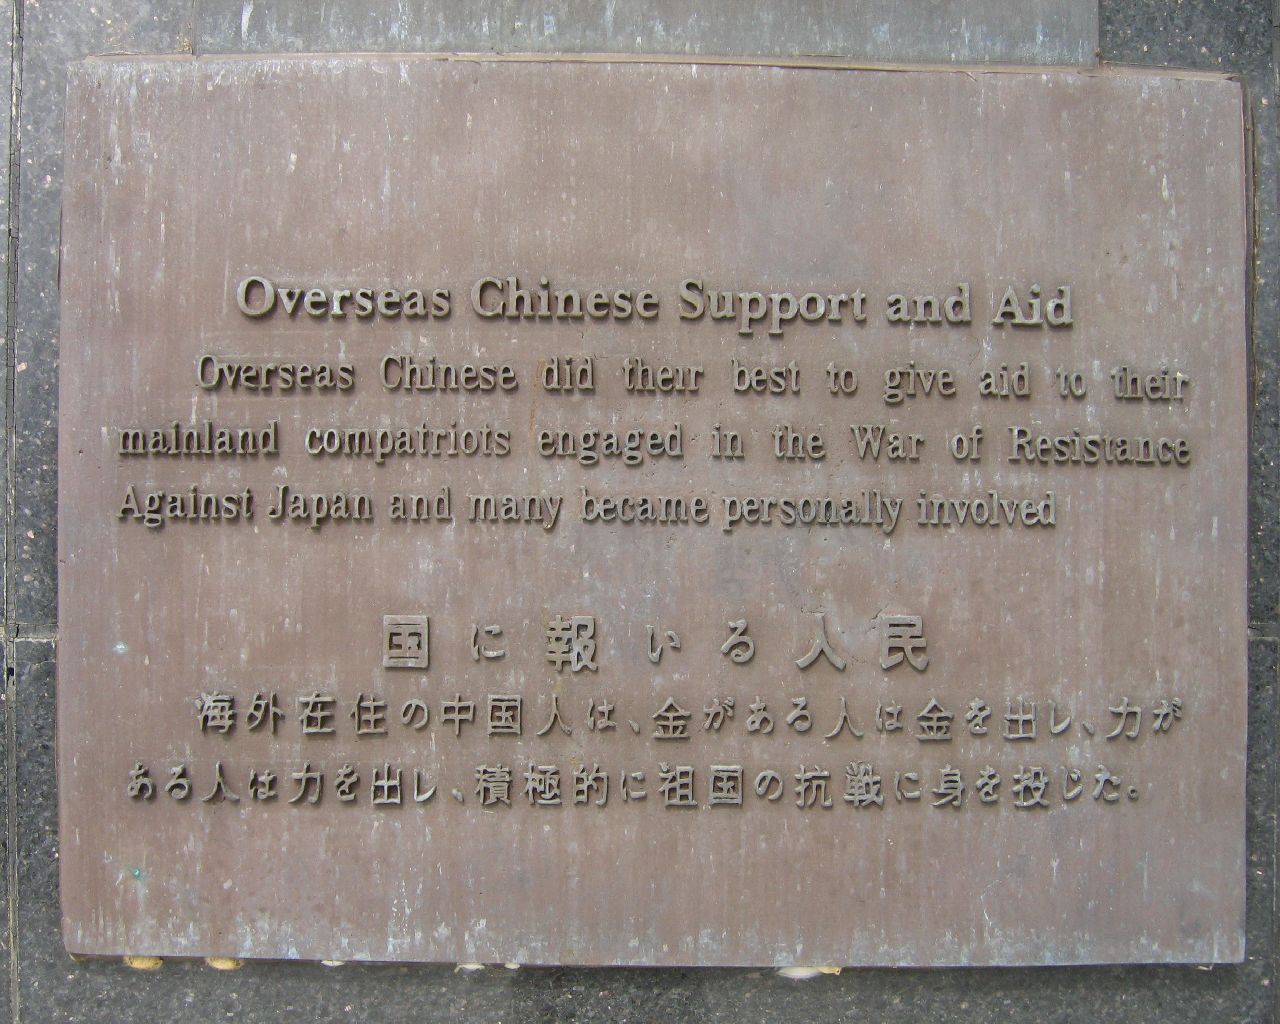 Overseas Chinese Support and Aid
Overseas Chinese did their best to give aid to their
mainland compatriots engaged in the War of Resistance
Against Japan and many became personally involved
国に報いる人民
海外在住の中国人は、金がある人は金を出し、力が
ある人は力を出し、積極的に祖国の抗戦に身を投じた。